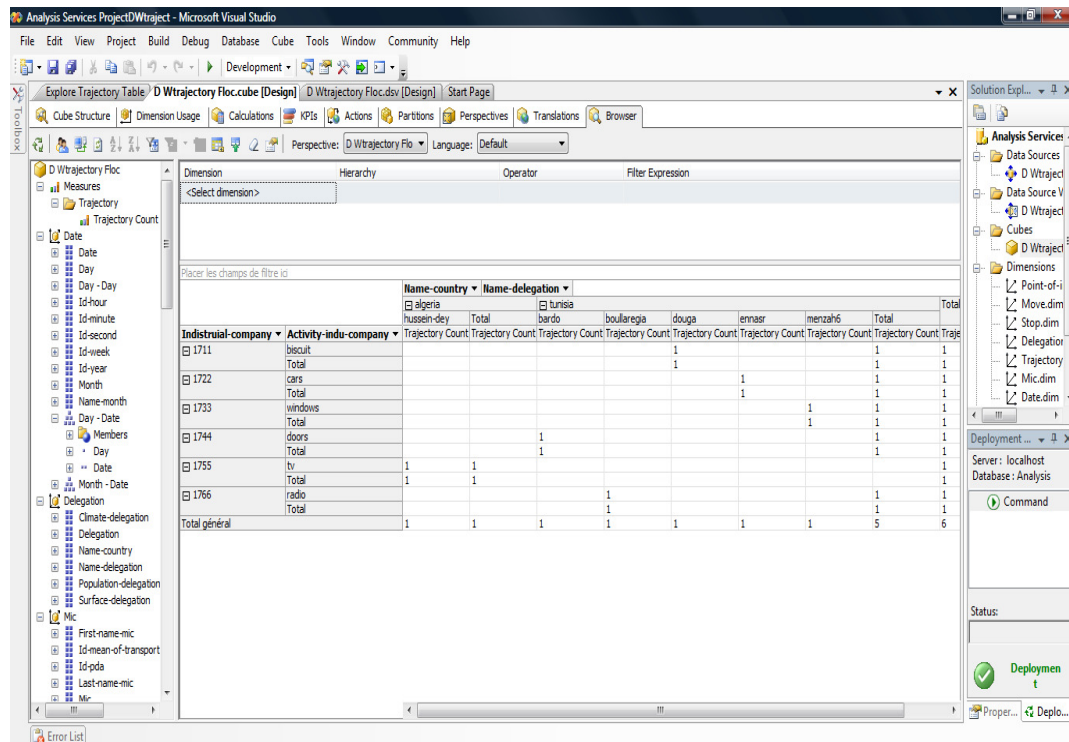 Analysis Services ProjectDWtraject - Microsoft Visual Studio
File Edit View Project Build Debug Database Cube Tools Window Community Help
Development
Explore Trajectory Table D Wtrajectory Floc.cube [Design] D Wtrajectory Floc.dsv [Design] Start Page
Cube Structure Dimension Usage Calculations KPIs Actions Partitions Perspectives Translations Browser
Perspective: D Wtrajectory Flo Language: Default
Toolbox
D Wtrajectory Floc
Measures
Trajectory
Trajectory Count
Date
Date
Day
Day - Day
Id-hour
Id-minute
Id-second
Id-week
Id-year
Month
Name-month
Day - Date
Members
Day
Date
Month - Date
Delegation
Climate-delegation
Delegation
Name-country
Name-delegation
Population-delegation
Surface-delegation
Mic
First-name-mic
Id-mean-of-transport
Id-pda
Last-name-mic
Mic
Dimension Hierarchy Operator Filter Expression
<Select dimension>
Placer les champs de filtre ici
Name-country Name-delegation
algeria tunisia Total
hussein-dey Total bardo boullaregia douga ennasr menzah6 Total
Indistruial-company Activity-indu-company Trajectory Count Trajectory Count Trajectory Count Trajectory Count Trajectory Count Trajectory Count Trajectory Count Trajectory Count Traje
1711 biscuit 1 1 1
Total 1 1 1
1722 cars 1 1 1
Total 1 1 1
1733 windows 1 1 1
Total 1 1 1
1744 doors 1 1 1
Total 1 1 1
1755 tv 1 1 1
Total 1 1 1
1766 radio 1 1 1
Total 1 1 1
Total général 1 1 1 1 1 1 1 5 6
Solution Expl...
Analysis Services
Data Sources
D Wtraject
Data Source V
D Wtraject
Cubes
D Wtraject
Dimensions
Point-of-i
Move.dim
Stop.dim
Delegation
Trajectory
Mic.dim
Date.dim
Deployment ...
Server: localhost
Database: Analysis
Command
Status:
Deploymen
t
Proper... Deplo...
Error List